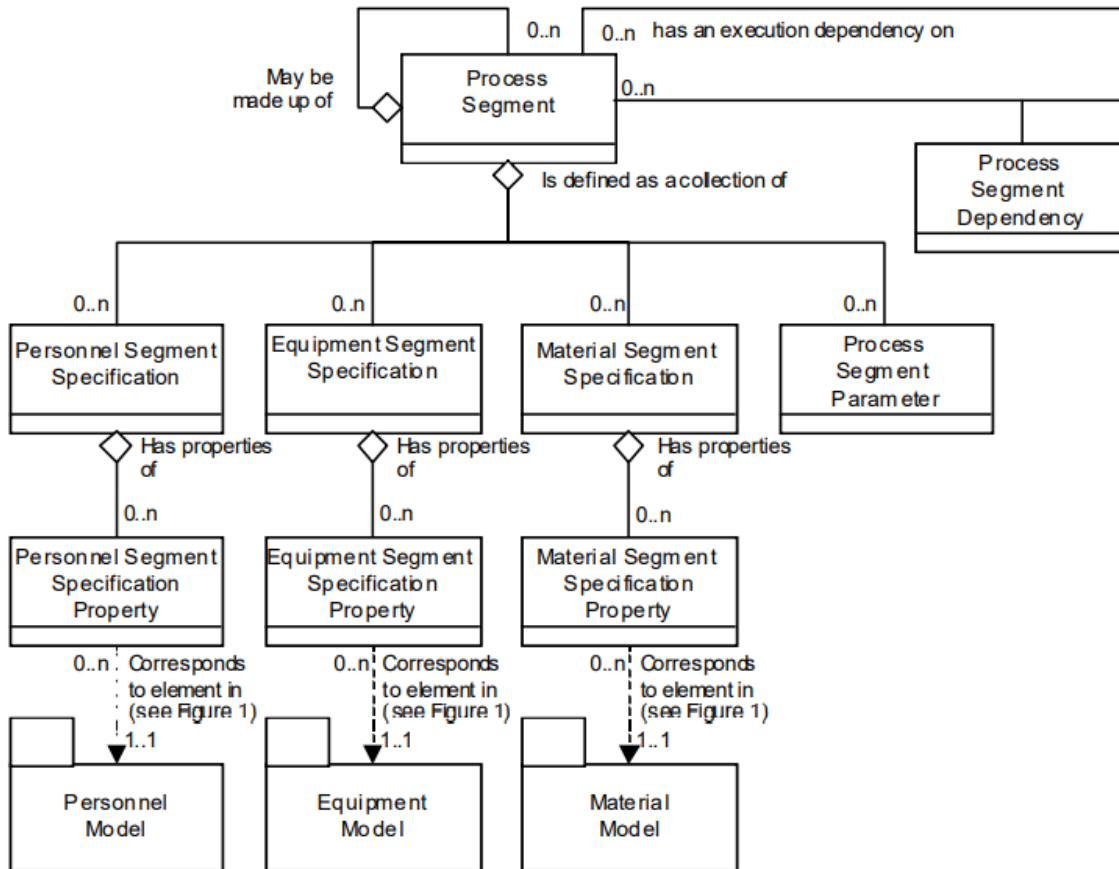 0..n
0..n has an execution dependency on
May be
made up of
Process
Segment
0..n
Process
Segment
Dependency
Is defined as a collection of
0..n
0..n
0..n
0..n
Personnel Segment
Specification
Equipment Segment
Specification
Material Segment
Specification
Process
Segment
Parameter
Has properties
of
Has properties
of
Has properties
of
0..n
0..n
0..n
Personnel Segment
Specification
Property
Equipment Segment
Specification
Property
Material Segment
Specification
Property
0..n
Corresponds
to element in
(see Figure 1)
1..1
0..n
Corresponds
to element in
(see Figure 1)
1..1
0..n
Corresponds
to element in
(see Figure 1)
1..1
Personnel
Model
Equipment
Model
Material
Model